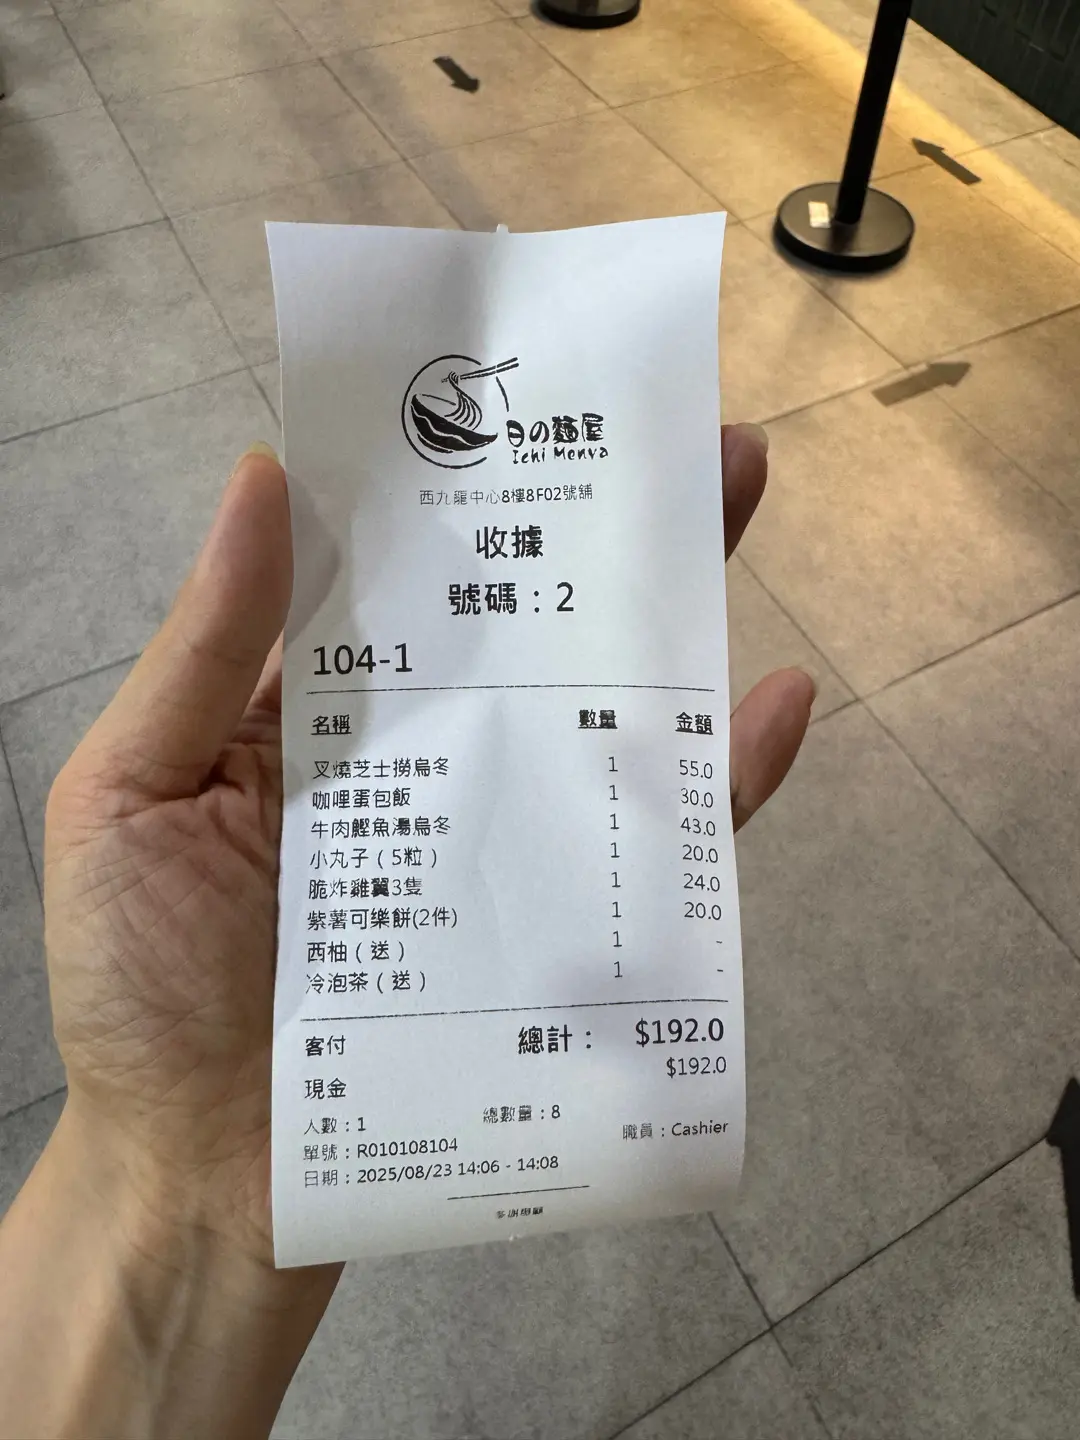 日の麵屋
Ichi Menya
西九龍中心8樓8F02號舖
收據
號碼：2
104-1
名稱 數量 金額
叉燒芝士撈烏冬 1 55.0
咖哩蛋包飯 1 30.0
牛肉鰹魚湯烏冬 1 43.0
小丸子（5粒） 1 20.0
脆炸雞翼3隻 1 24.0
紫薯可樂餅(2件) 1 20.0
西柚（送） 1 -
冷泡茶（送） 1 -
客付 總計： $192.0
現金 $192.0
人數：1 總數量：8
單號：R010108104 職員：Cashier
日期：2025/08/23 14:06 - 14:08